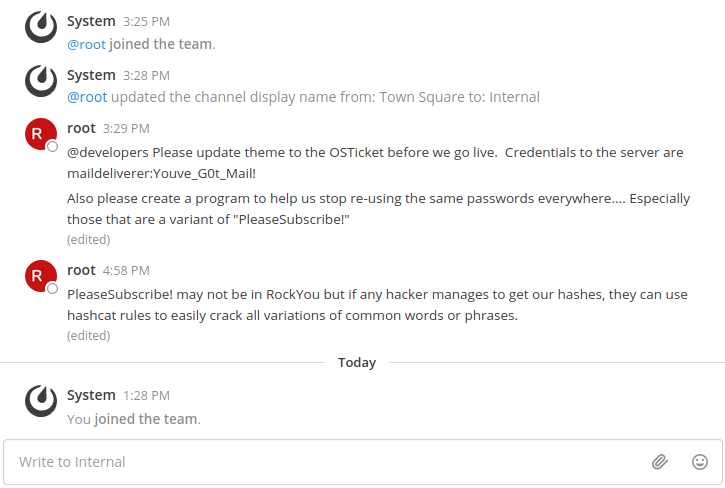 System 3:25 PM
@root joined the team.
System 3:28 PM
@root updated the channel display name from: Town Square to: Internal
R
root 3:29 PM
@developers Please update theme to the OSTicket before we go live. Credentials to the server are
maildeliverer:Youve_G0t_Mail!
Also please create a program to help us stop re-using the same passwords everywhere.... Especially
those that are a variant of "PleaseSubscribe!"
(edited)
R
root 4:58 PM
PleaseSubscribe! may not be in RockYou but if any hacker manages to get our hashes, they can use
hashcat rules to easily crack all variations of common words or phrases.
(edited)
Today
System 1:28 PM
You joined the team.
Write to Internal